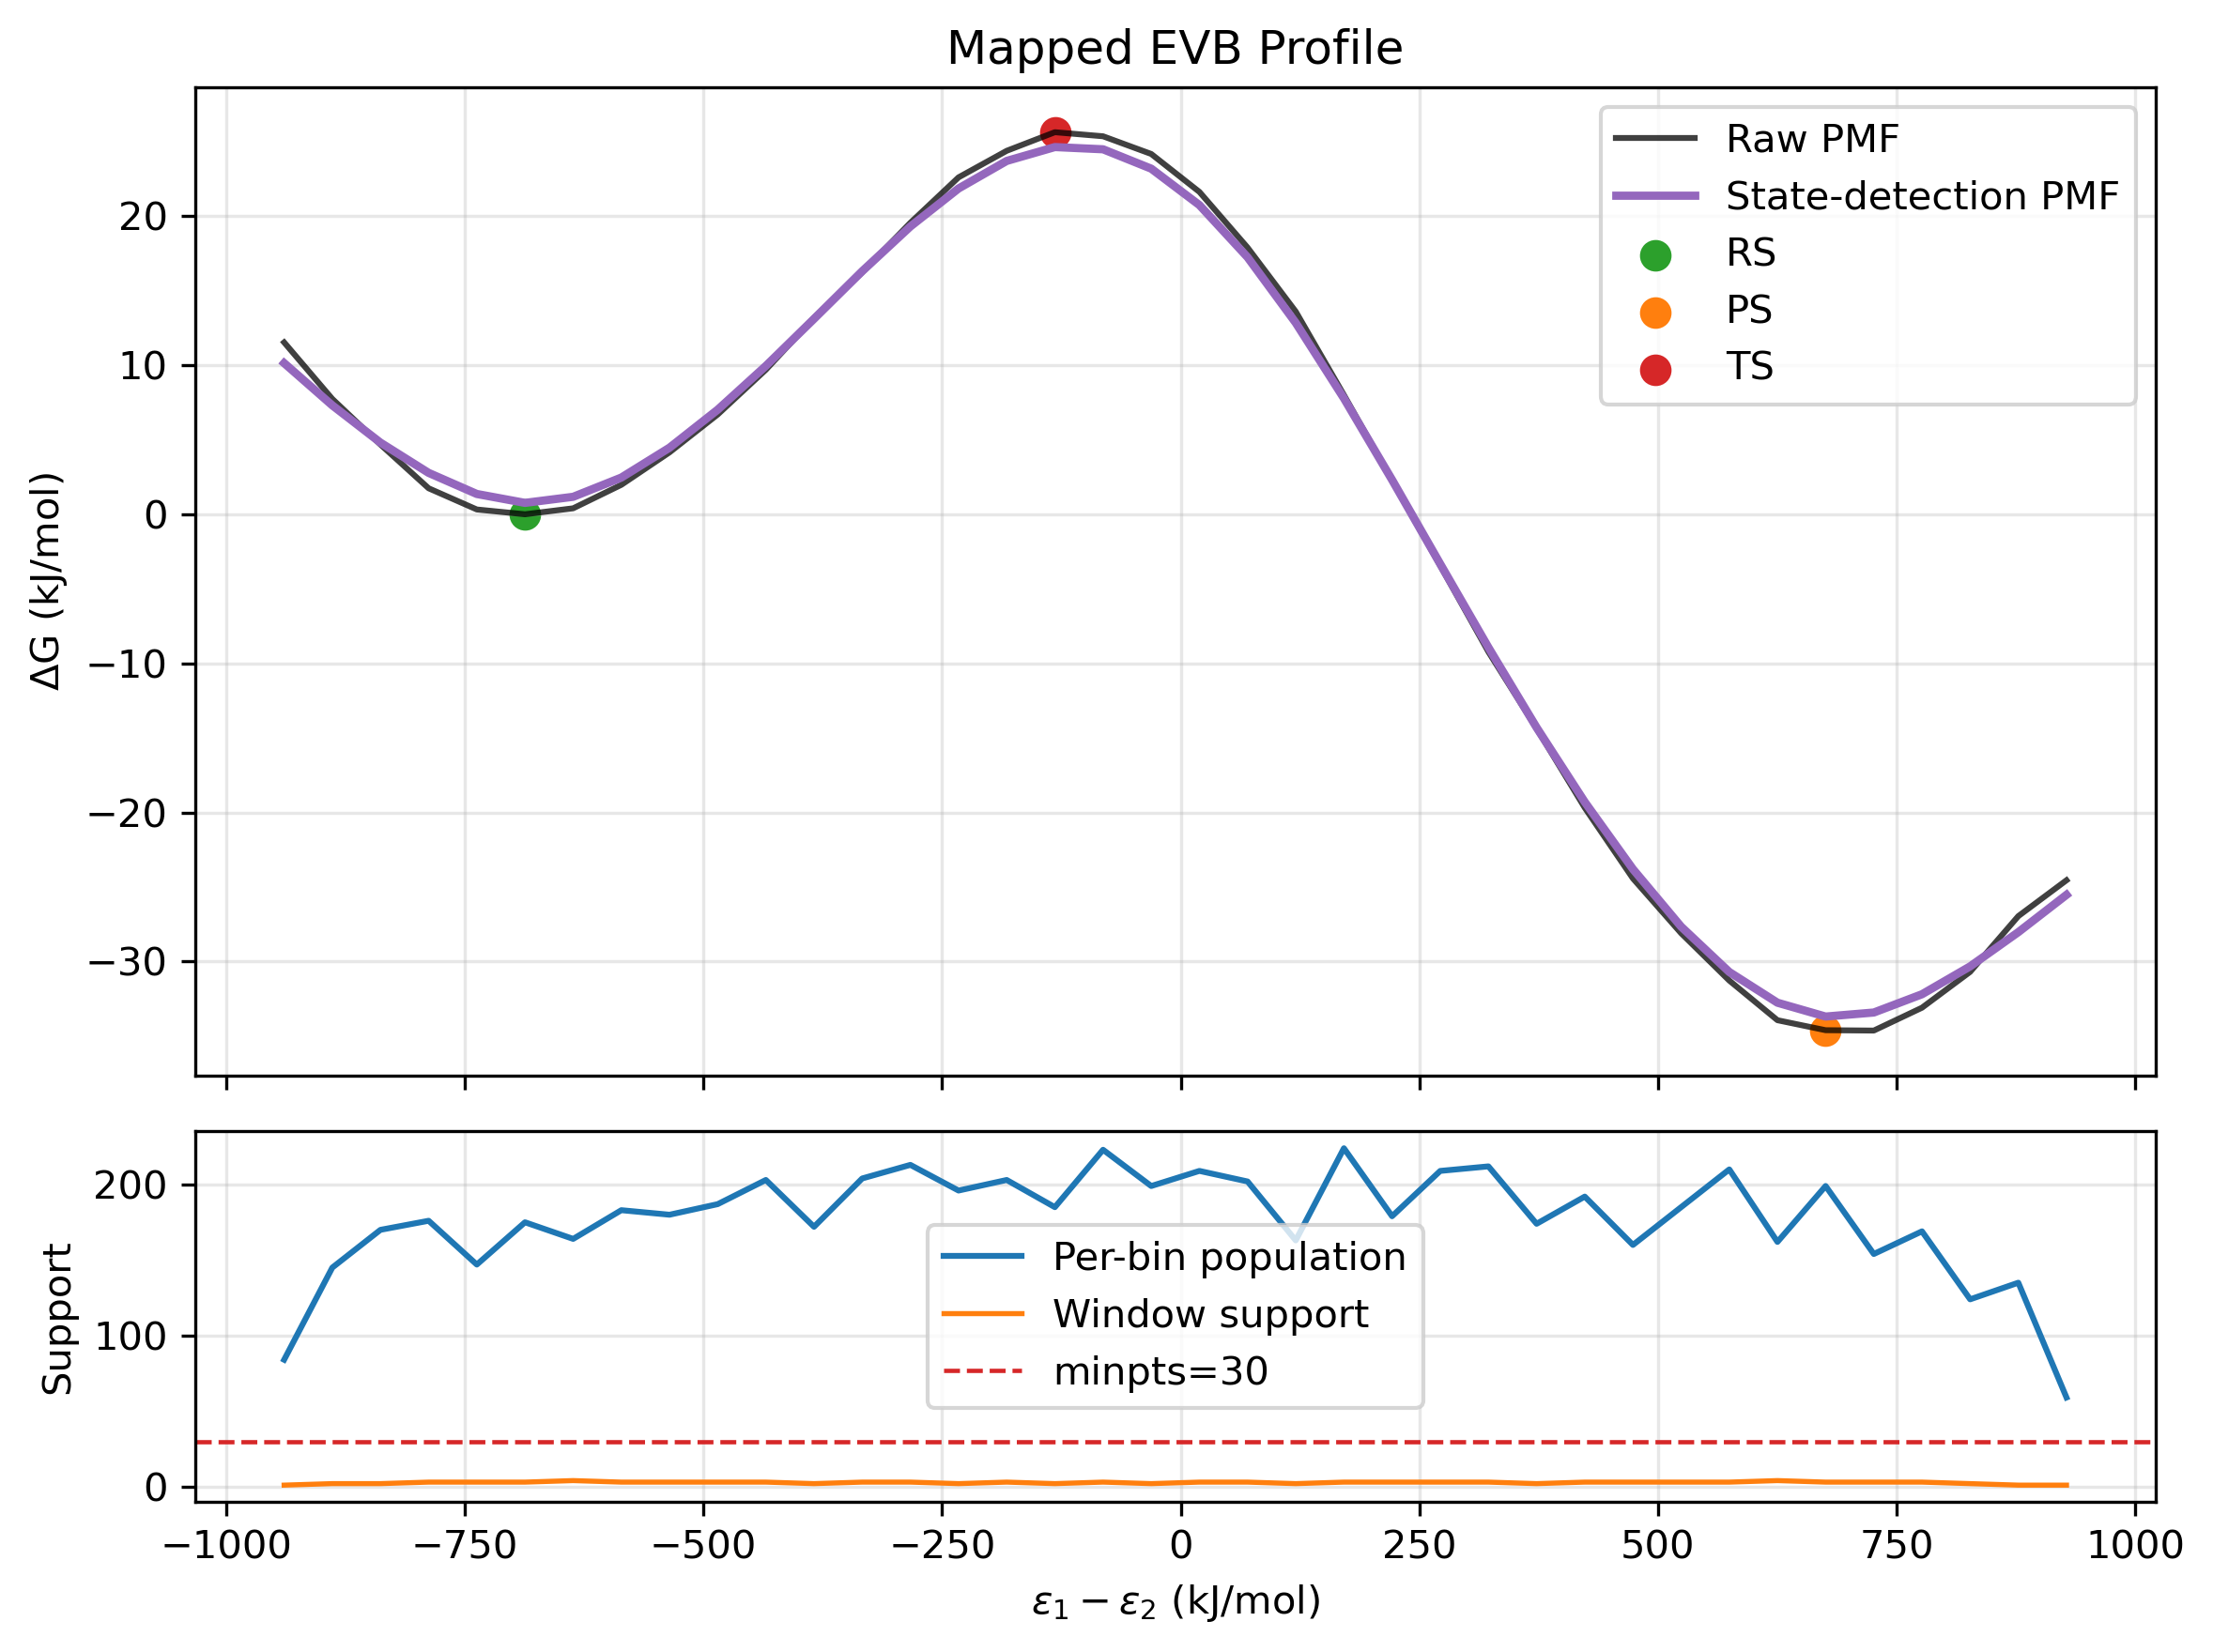 Mapped EVB Profile
ΔG (kJ/mol)
20
10
0
−10
−20
−30
Raw PMF
State-detection PMF
RS
PS
TS
Support
200
100
0
Per-bin population
Window support
minpts=30
−1000 −750 −500 −250 0 250 500 750 1000
ε₁ − ε₂ (kJ/mol)